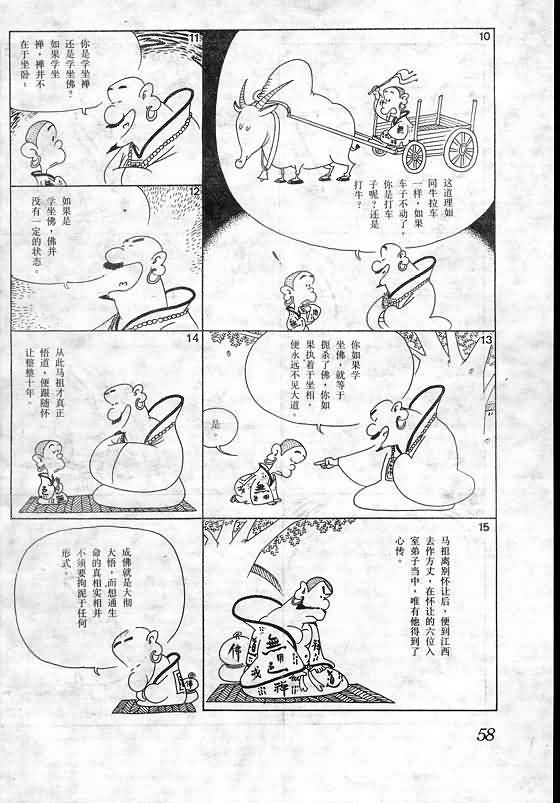 10
这道理如
同牛拉车
一样，如果
车子不动了。
你是打车
子呢？还是
打牛？
11
你是学坐禅
还是学坐佛？
如果学坐
禅，禅并不
在于坐卧。
12
如果是
学坐佛，佛并
没有一定的状态。
13
你如果学
坐佛，就等于
扼杀了佛，你如
果执着于坐相，
便永远不见大道。
是。
14
从此马祖才真正
悟道，便跟随怀
让整整十年。
15
马祖离别怀让后，便到江西
去作方丈，在怀让的六位入
室弟子当中，唯有他得到了
心传。
佛
無
色
禅
道
成佛就是大彻
大悟，而想通生
命的真相实相并
不须要拘泥于任何
形式。
佛
58